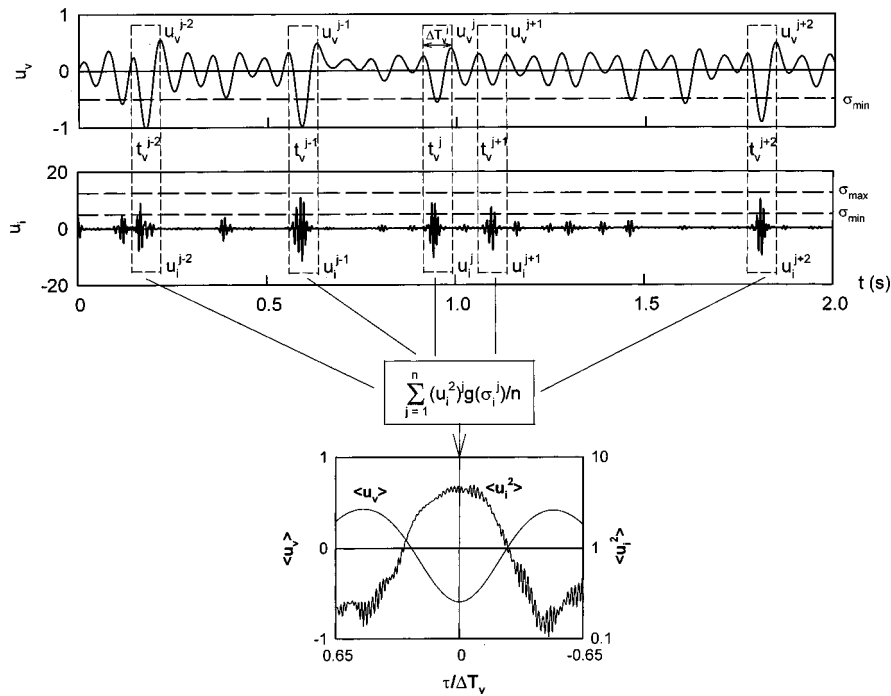 1
u_v^{j-2} u_v^{j-1} ΔT_v^j u_v^j u_v^{j+1} u_v^{j+2}
u_v
0
σ_min
-1
t_v^{j-2} t_v^{j-1} t_v^j t_v^{j+1} t_v^{j+2}
20
σ_max
σ_min
u_i
0
-20
u_i^{j-2} u_i^{j-1} u_i^j u_i^{j+1} u_i^{j+2}
0 0.5 1.0 1.5 2.0 t (s)
n
∑ (u_i^2)^j g(σ_i^j)/n
j = 1
1 10
<u_v> <u_i^2>
<u_v> 0 1 <u_i^2>
-1 0.1
0.65 0 -0.65
τ/ΔT_v